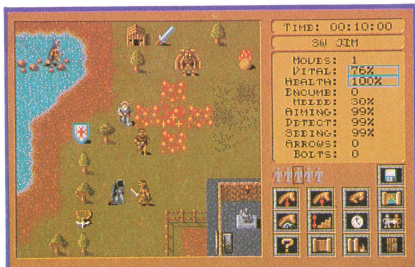 TIME: 00:10:00
SW JIM
MOVES: 1
VITAL: 76%
HEALTH: 100%
ENCUME: 0
MELEE: 30%
AIMING: 99%
DETECT: 99%
SEEING: 99%
ARROWS: 0
BOLTS: 0
?